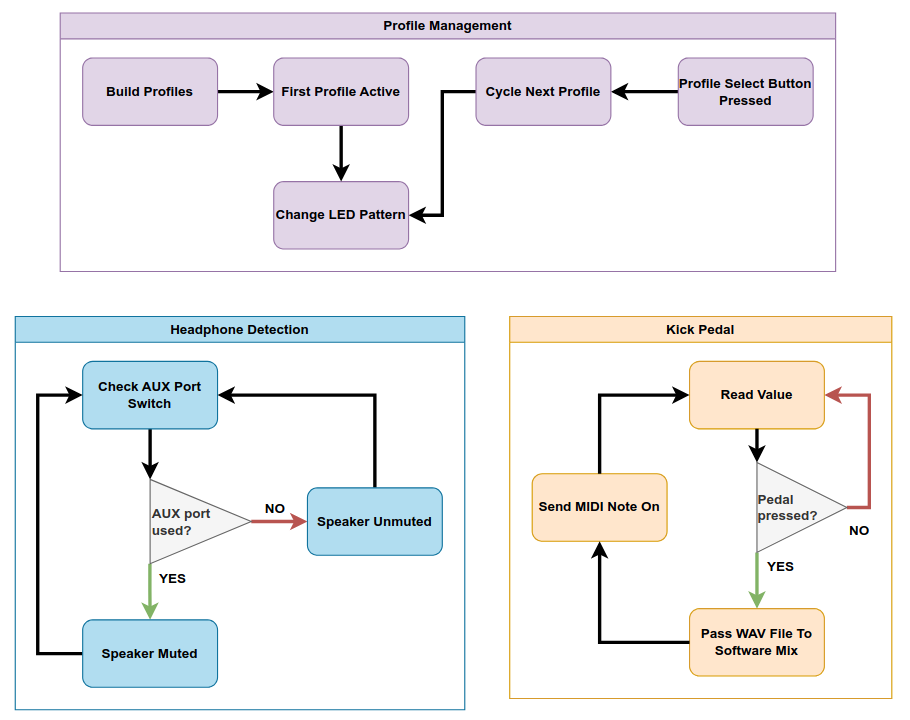 Profile Management
Build Profiles
First Profile Active
Cycle Next Profile
Profile Select Button
Pressed
Change LED Pattern
Headphone Detection
Check AUX Port
Switch
AUX port
used?
NO
Speaker Unmuted
YES
Speaker Muted
Kick Pedal
Read Value
Send MIDI Note On
Pedal
pressed?
NO
YES
Pass WAV File To
Software Mix